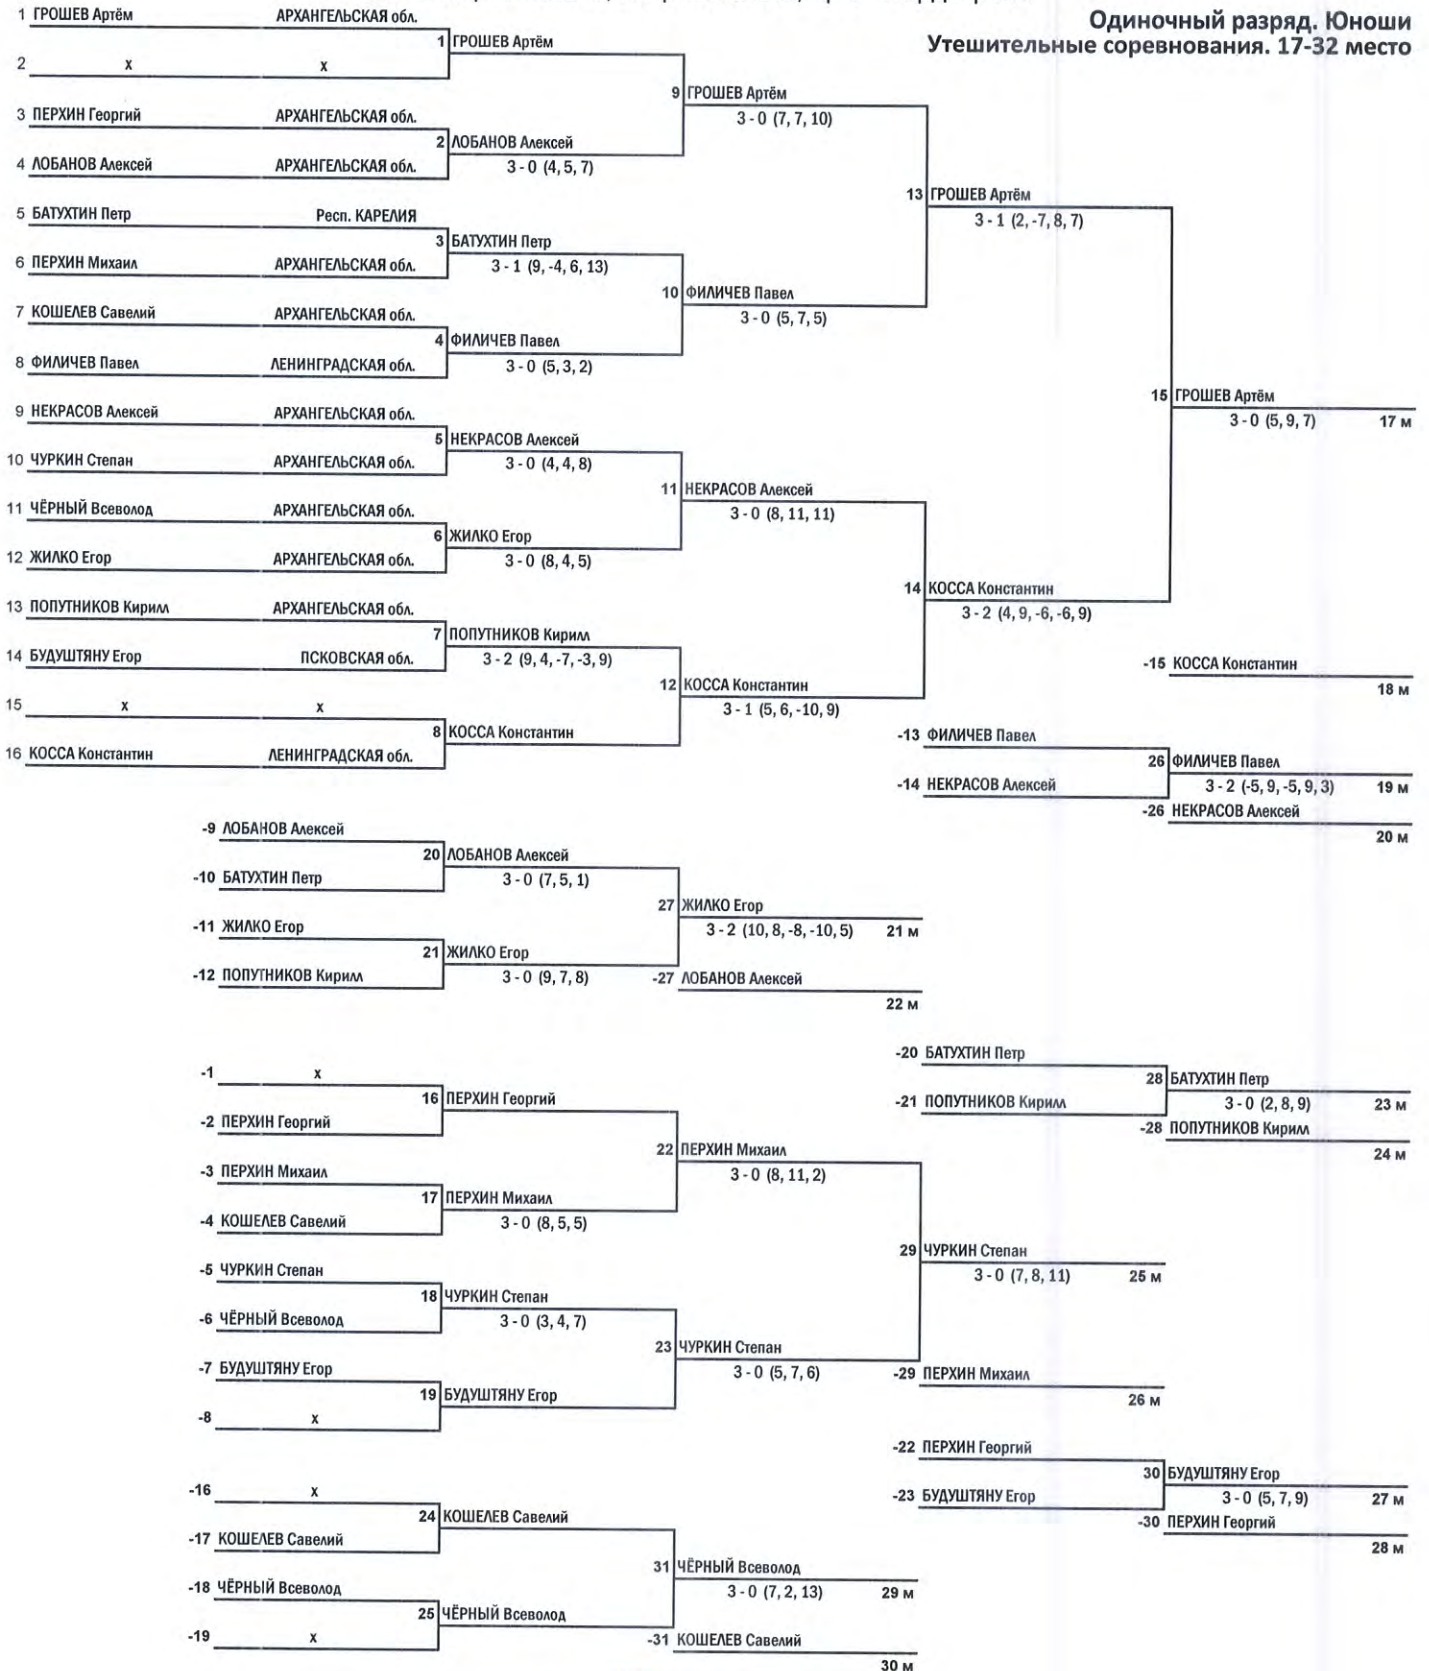 Одиночный разряд. Юноши
Утешительные соревнования. 17-32 место
1 ГРОШЕВ Артём АРХАНГЕЛЬСКАЯ обл.
1 ГРОШЕВ Артём
2 х х
9 ГРОШЕВ Артём
3 - 0 (7, 7, 10)
3 ПЕРХИН Георгий АРХАНГЕЛЬСКАЯ обл.
2 ЛОБАНОВ Алексей
4 ЛОБАНОВ Алексей АРХАНГЕЛЬСКАЯ обл. 3 - 0 (4, 5, 7)
13 ГРОШЕВ Артём
3 - 1 (2, -7, 8, 7)
5 БАТУХТИН Петр Респ. КАРЕЛИЯ
3 БАТУХТИН Петр
6 ПЕРХИН Михаил АРХАНГЕЛЬСКАЯ обл. 3 - 1 (9, -4, 6, 13)
10 ФИЛИЧЕВ Павел
3 - 0 (5, 7, 5)
7 КОШЕЛЕВ Савелий АРХАНГЕЛЬСКАЯ обл.
4 ФИЛИЧЕВ Павел
8 ФИЛИЧЕВ Павел ЛЕНИНГРАДСКАЯ обл. 3 - 0 (5, 3, 2)
15 ГРОШЕВ Артём
3 - 0 (5, 9, 7) 17 м
9 НЕКРАСОВ Алексей АРХАНГЕЛЬСКАЯ обл.
5 НЕКРАСОВ Алексей
10 ЧУРКИН Степан АРХАНГЕЛЬСКАЯ обл. 3 - 0 (4, 4, 8)
11 НЕКРАСОВ Алексей
3 - 0 (8, 11, 11)
11 ЧЁРНЫЙ Всеволод АРХАНГЕЛЬСКАЯ обл.
6 ЖИЛКО Егор
12 ЖИЛКО Егор АРХАНГЕЛЬСКАЯ обл. 3 - 0 (8, 4, 5)
14 КОССА Константин
3 - 2 (4, 9, -6, -6, 9)
13 ПОПУТНИКОВ Кирилл АРХАНГЕЛЬСКАЯ обл.
7 ПОПУТНИКОВ Кирилл
14 БУДУШТЯНУ Егор ПСКОВСКАЯ обл. 3 - 2 (9, 4, -7, -3, 9)
12 КОССА Константин
3 - 1 (5, 6, -10, 9)
15 х х
8 КОССА Константин
16 КОССА Константин ЛЕНИНГРАДСКАЯ обл.
-15 КОССА Константин
18 м
-13 ФИЛИЧЕВ Павел
26 ФИЛИЧЕВ Павел
-14 НЕКРАСОВ Алексей 3 - 2 (-5, 9, -5, 9, 3) 19 м
-26 НЕКРАСОВ Алексей
20 м
-9 ЛОБАНОВ Алексей
20 ЛОБАНОВ Алексей
-10 БАТУХТИН Петр 3 - 0 (7, 5, 1)
27 ЖИЛКО Егор
3 - 2 (10, 8, -8, -10, 5) 21 м
-11 ЖИЛКО Егор
21 ЖИЛКО Егор
-12 ПОПУТНИКОВ Кирилл 3 - 0 (9, 7, 8)
-27 ЛОБАНОВ Алексей
22 м
-20 БАТУХТИН Петр
28 БАТУХТИН Петр
-21 ПОПУТНИКОВ Кирилл 3 - 0 (2, 8, 9) 23 м
-28 ПОПУТНИКОВ Кирилл
24 м
-1 х
16 ПЕРХИН Георгий
-2 ПЕРХИН Георгий
22 ПЕРХИН Михаил
3 - 0 (8, 11, 2)
-3 ПЕРХИН Михаил
17 ПЕРХИН Михаил
-4 КОШЕЛЕВ Савелий 3 - 0 (8, 5, 5)
29 ЧУРКИН Степан
3 - 0 (7, 8, 11) 25 м
-5 ЧУРКИН Степан
18 ЧУРКИН Степан
-6 ЧЁРНЫЙ Всеволод 3 - 0 (3, 4, 7)
23 ЧУРКИН Степан
3 - 0 (5, 7, 6)
-7 БУДУШТЯНУ Егор
19 БУДУШТЯНУ Егор
-8 х
-29 ПЕРХИН Михаил
26 м
-22 ПЕРХИН Георгий
30 БУДУШТЯНУ Егор
-23 БУДУШТЯНУ Егор 3 - 0 (5, 7, 9) 27 м
-30 ПЕРХИН Георгий
28 м
-16 х
24 КОШЕЛЕВ Савелий
-17 КОШЕЛЕВ Савелий
31 ЧЁРНЫЙ Всеволод
3 - 0 (7, 2, 13) 29 м
-18 ЧЁРНЫЙ Всеволод
25 ЧЁРНЫЙ Всеволод
-19 х
-31 КОШЕЛЕВ Савелий
30 м